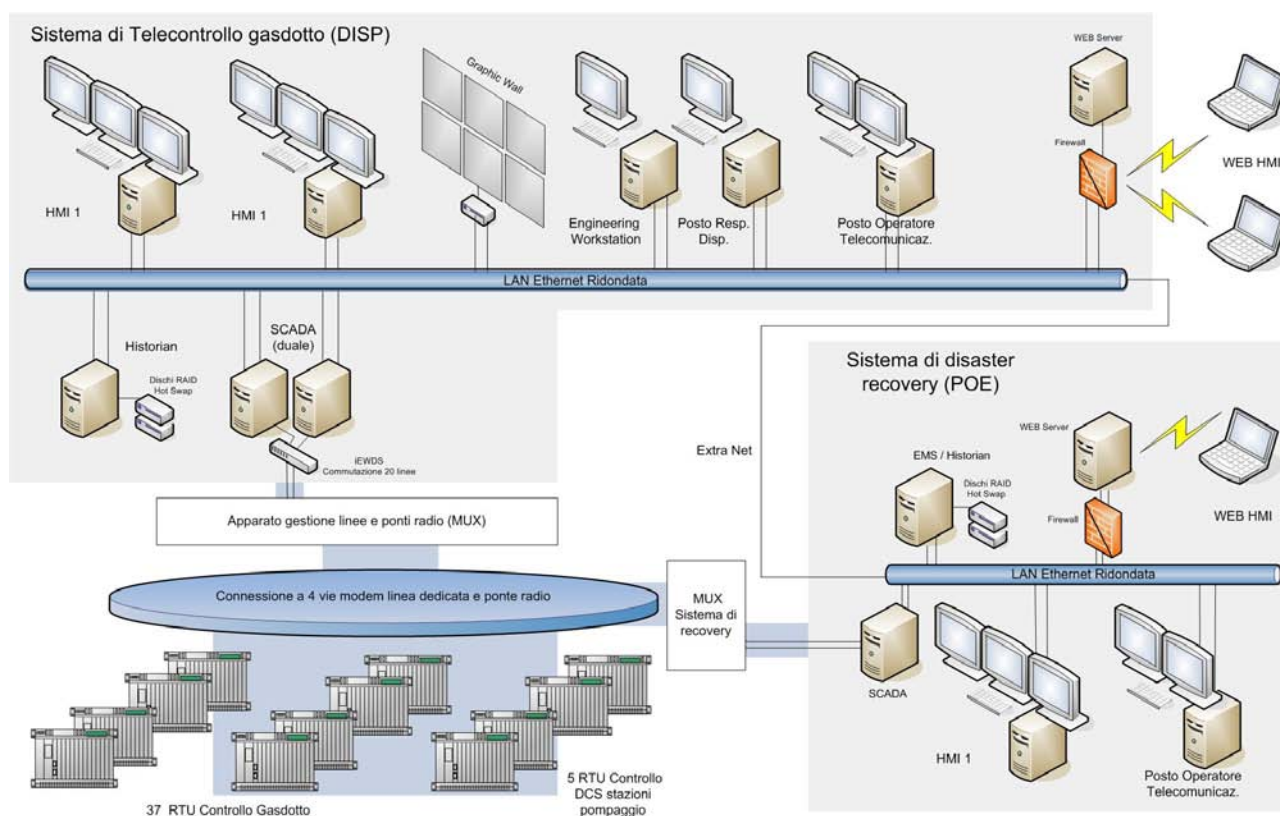 Sistema di Telecontrollo gasdotto (DISP)
Graphic Wall
WEB Server
Firewall
WEB HMI
HMI 1
HMI 1
Engineering
Workstation
Posto Resp.
Disp.
Posto Operatore
Telecomunicaz.
LAN Ethernet Ridondata
Historian
Dischi RAID
Hot Swap
SCADA
(duale)
iEWDS
Commutazione 20 linee
Extra Net
Apparato gestione linee e ponti radio (MUX)
Connessione a 4 vie modem linea dedicata e ponte radio
MUX
Sistema di
recovery
37 RTU Controllo Gasdotto
5 RTU Controllo
DCS stazioni
pompaggio
Sistema di disaster
recovery (POE)
WEB Server
EMS / Historian
Dischi RAID
Hot Swap
Firewall
WEB HMI
LAN Ethernet Ridondata
SCADA
HMI 1
Posto Operatore
Telecomunicaz.